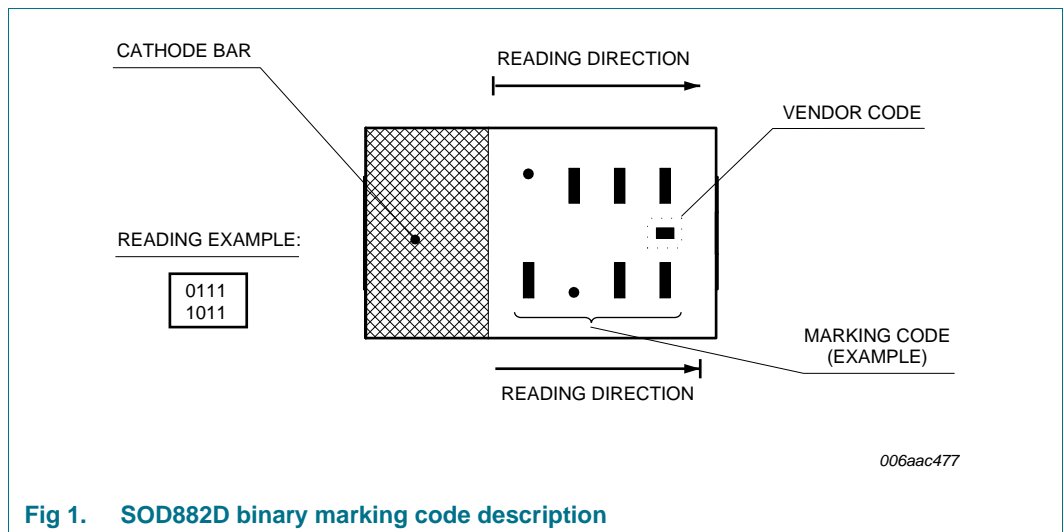 CATHODE BAR
READING DIRECTION
VENDOR CODE
READING EXAMPLE:
0111
1011
MARKING CODE
(EXAMPLE)
READING DIRECTION
006aac477
Fig 1. SOD882D binary marking code description